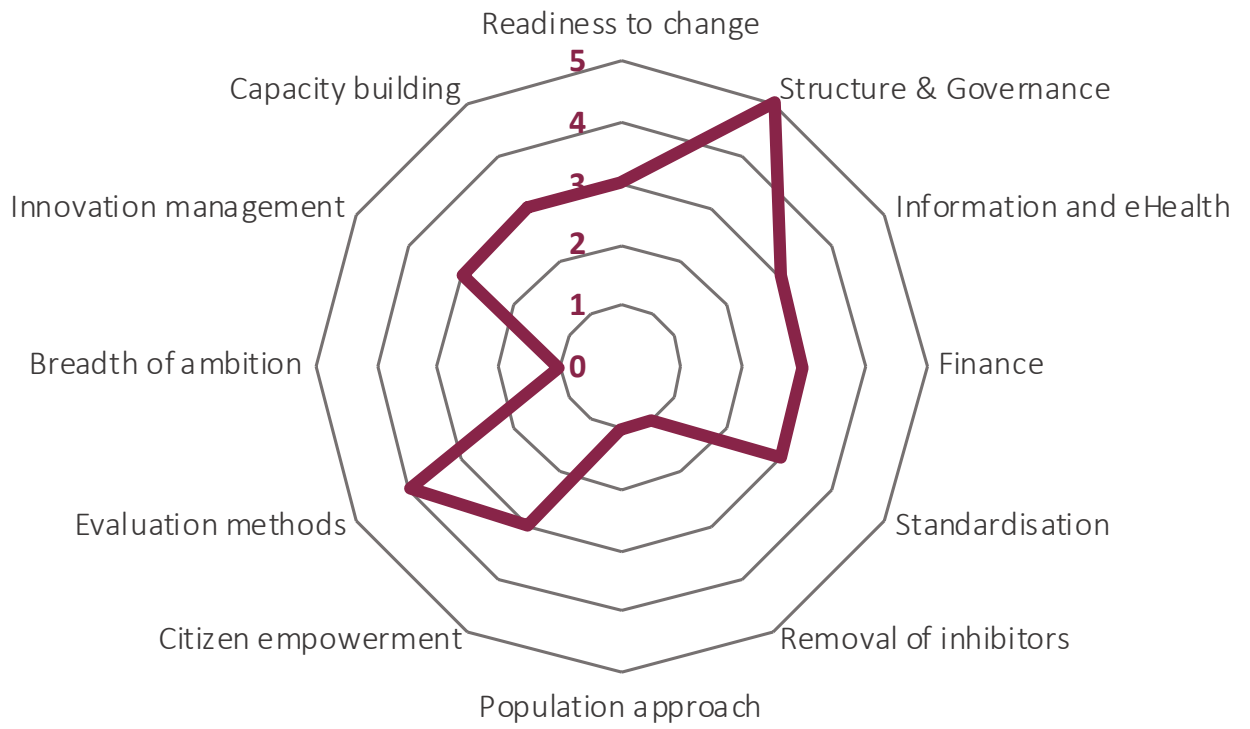 Readiness to change
5
Capacity building
Structure & Governance
4
3
Innovation management
Information and eHealth
2
1
Breadth of ambition
0
Finance
Evaluation methods
Standardisation
Citizen empowerment
Removal of inhibitors
Population approach